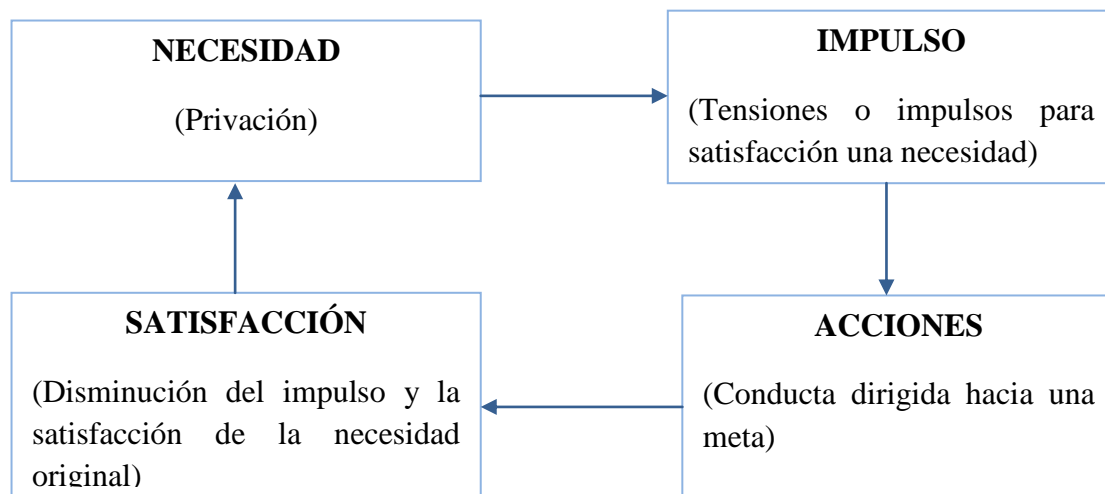 NECESIDAD
(Privación)
IMPULSO
(Tensiones o impulsos para
satisfacción una necesidad)
SATISFACCIÓN
(Disminución del impulso y la
satisfacción de la necesidad
original)
ACCIONES
(Conducta dirigida hacia una
meta)